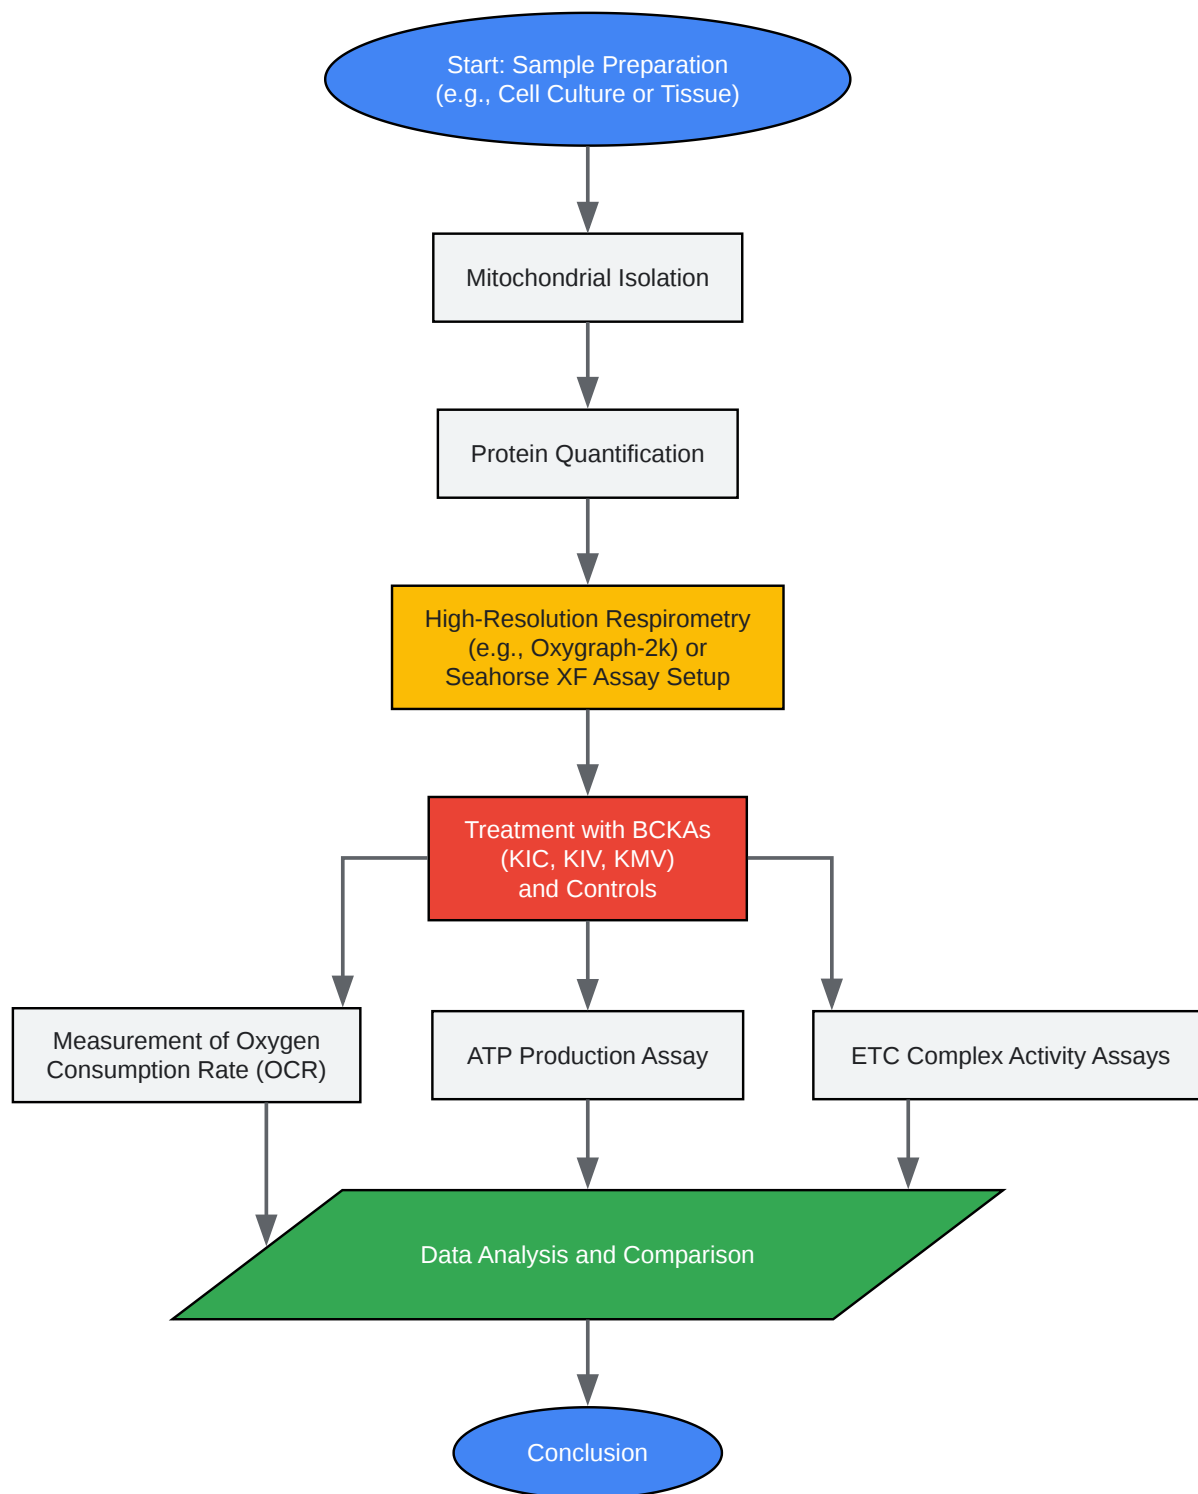 Start: Sample Preparation
(e.g., Cell Culture or Tissue)
Mitochondrial Isolation
Protein Quantification
High-Resolution Respirometry
(e.g., Oxygraph-2k) or
Seahorse XF Assay Setup
Treatment with BCKAs
(KIC, KIV, KMV)
and Controls
Measurement of Oxygen
Consumption Rate (OCR)
ATP Production Assay
ETC Complex Activity Assays
Data Analysis and Comparison
Conclusion